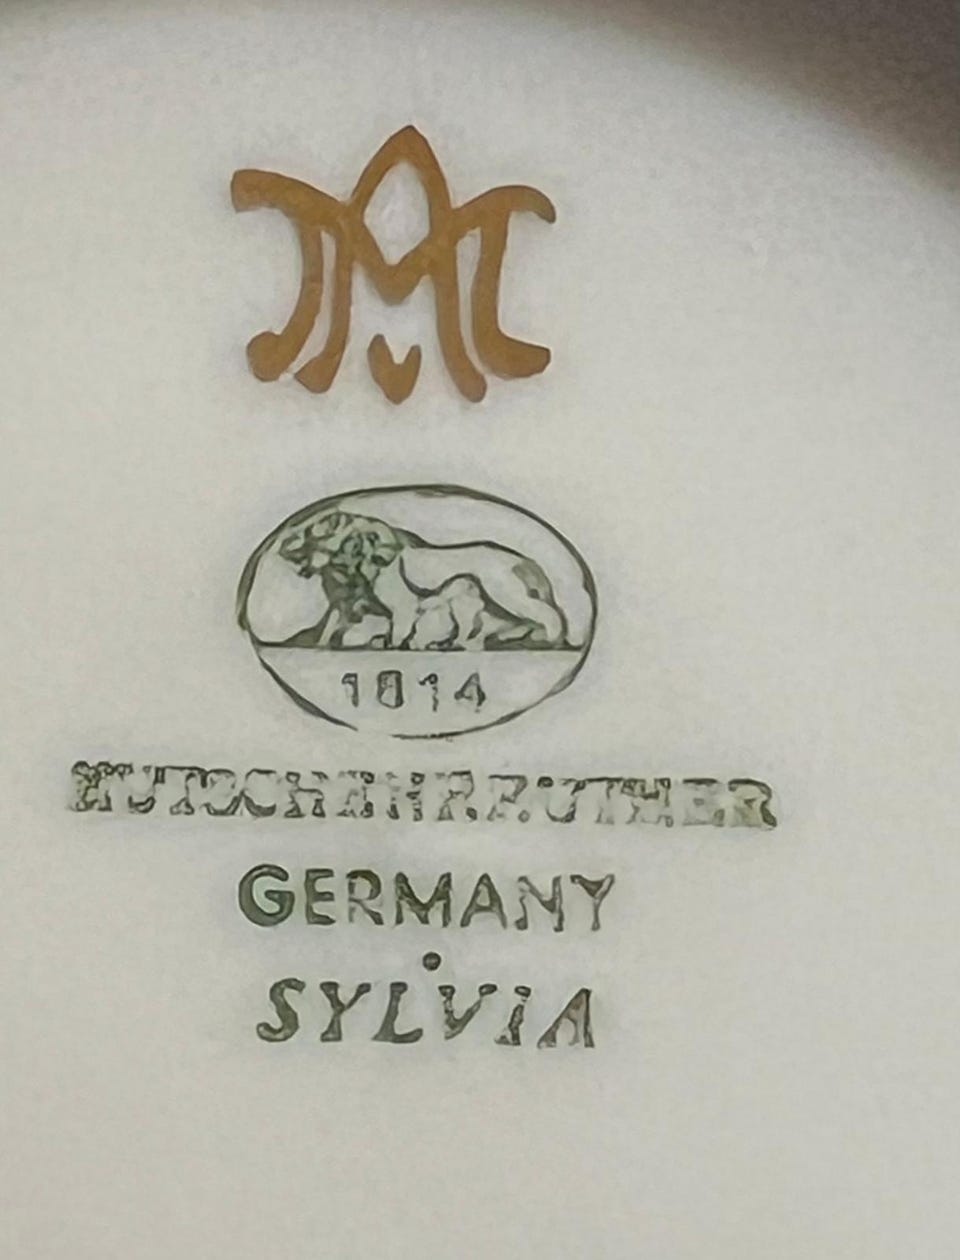 1814
HUTSCHENREUTHER
GERMANY
SYLVIA